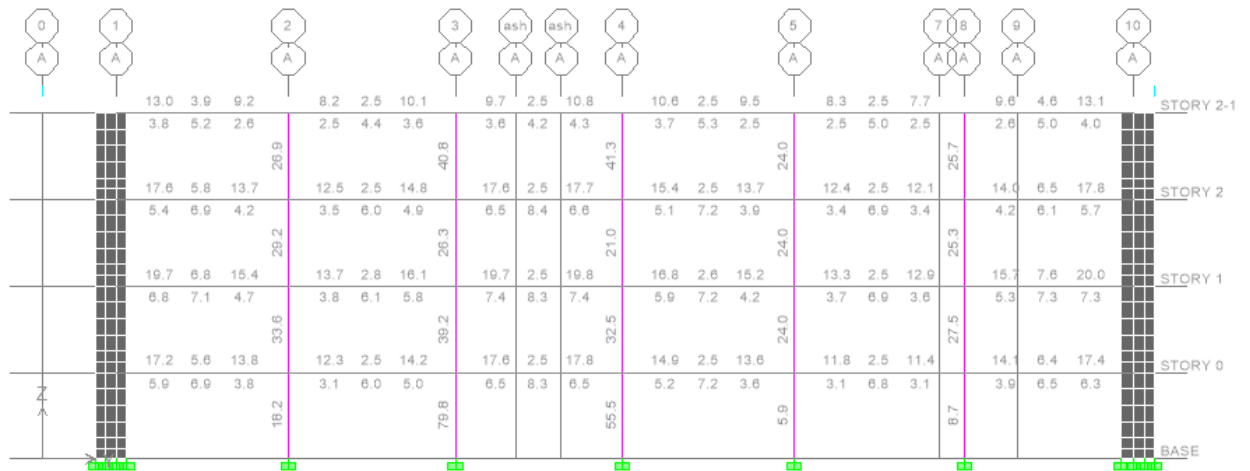 0 1 2 3 ash ash 4 5 7 8 9 10
A A A A A A A A A A A A
13.0 3.9 9.2 8.2 2.5 10.1 9.7 2.5 10.8 10.6 2.5 9.5 8.3 2.5 7.7 9.6 4.6 13.1 STORY 2-1
3.8 5.2 2.6 2.5 4.4 3.6 3.6 4.2 4.3 3.7 5.3 2.5 2.5 5.0 2.5 2.6 5.0 4.0
26.9 40.8 41.3 24.0 25.7
17.6 5.8 13.7 12.5 2.5 14.8 17.6 2.5 17.7 15.4 2.5 13.7 12.4 2.5 12.1 14.0 6.5 17.8 STORY 2
5.4 6.9 4.2 3.5 6.0 4.9 6.5 8.4 6.6 5.1 7.2 3.9 3.4 6.9 3.4 4.2 6.1 5.7
29.2 26.3 21.0 24.0 25.3
19.7 6.8 15.4 13.7 2.8 16.1 19.7 2.5 19.8 16.8 2.6 15.2 13.3 2.5 12.9 15.7 7.6 20.0 STORY 1
6.8 7.1 4.7 3.8 6.1 5.8 7.4 8.3 7.4 5.9 7.2 4.2 3.7 6.9 3.6 5.3 7.3 7.3
33.6 39.2 32.5 24.0 27.5
17.2 5.6 13.8 12.3 2.5 14.2 17.6 2.5 17.8 14.9 2.5 13.6 11.8 2.5 11.4 14.1 6.4 17.4 STORY 0
5.9 6.9 3.8 3.1 6.0 5.0 6.5 8.3 6.5 5.2 7.2 3.6 3.1 6.8 3.1 3.9 6.5 6.3
Z
18.2 79.8 55.5 5.9 8.7
BASE